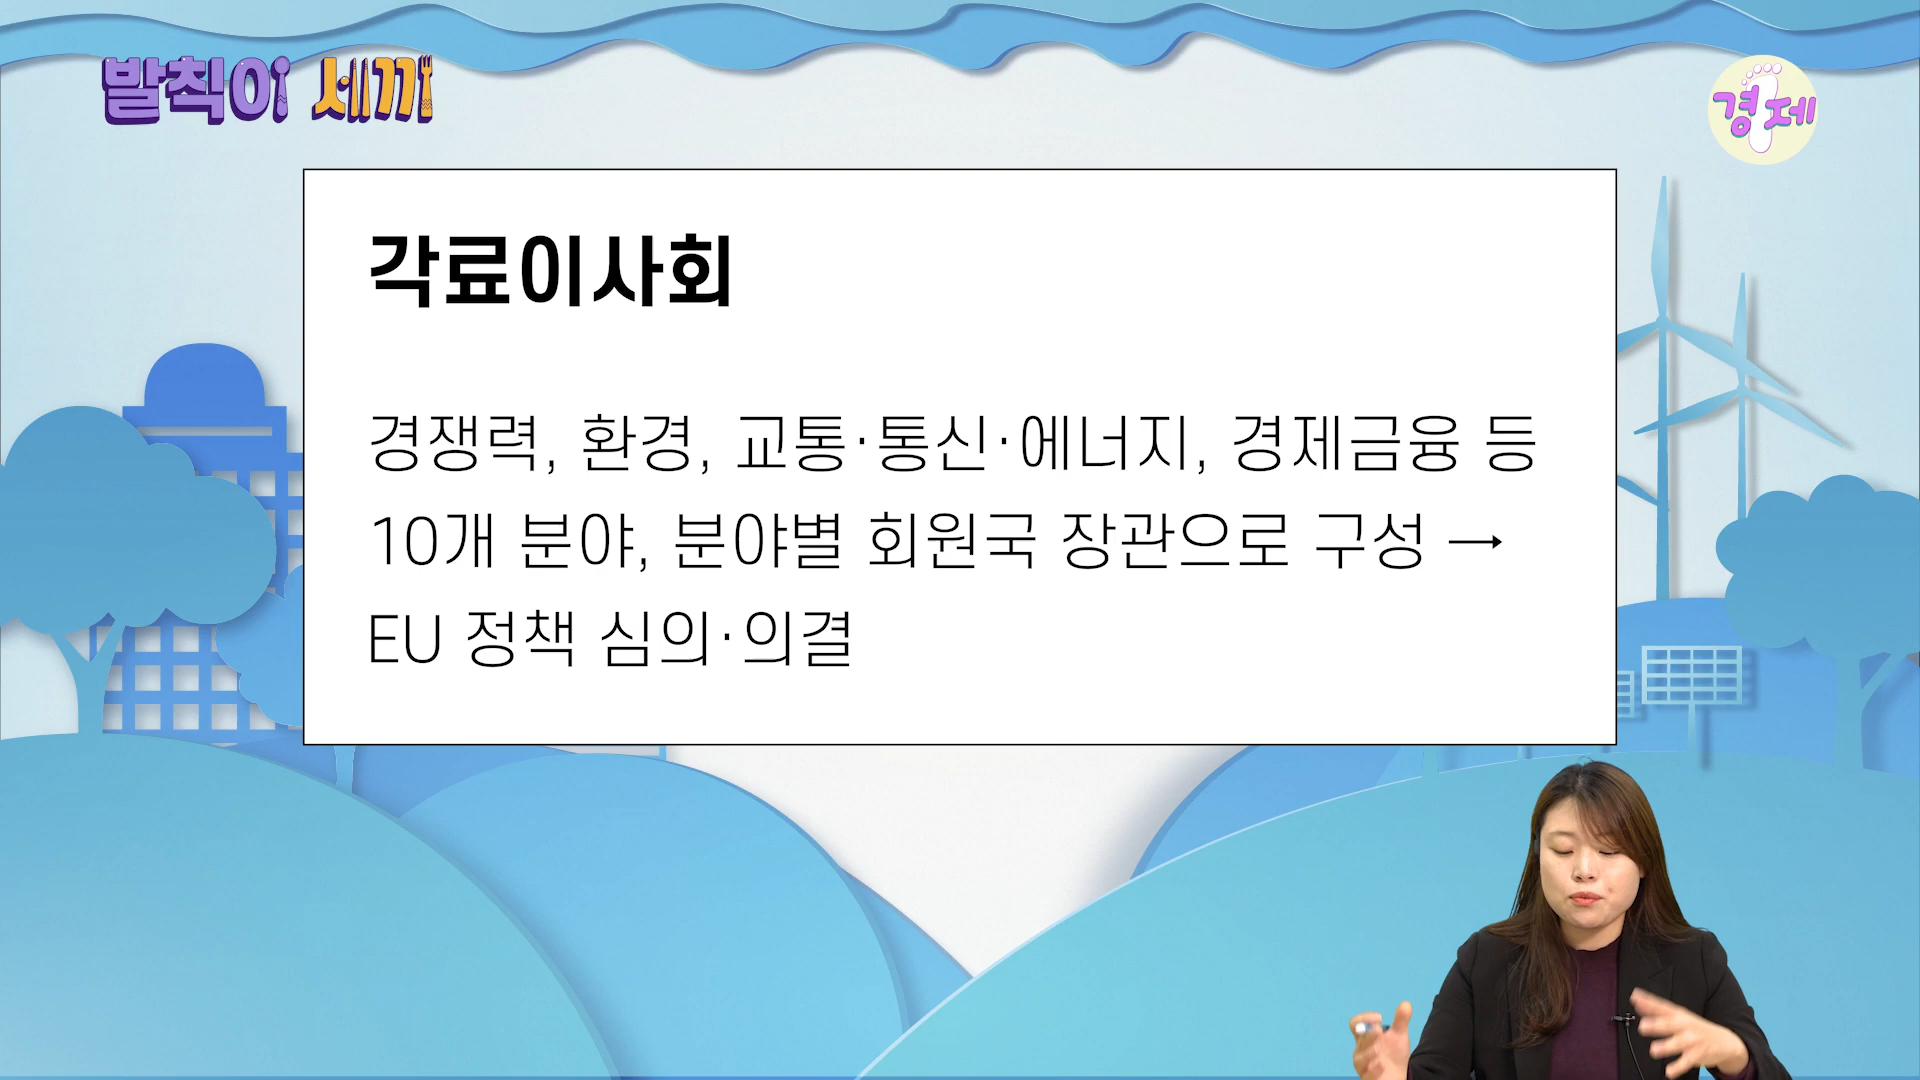 발칙이 세끼
경제
각료이사회
경쟁력, 환경, 교통·통신·에너지, 경제금융 등
10개 분야, 분야별 회원국 장관으로 구성 →
EU 정책 심의·의결